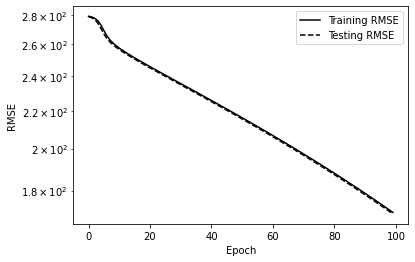 2.8 × 10²
2.6 × 10²
2.4 × 10²
2.2 × 10²
2 × 10²
1.8 × 10²
RMSE
Training RMSE
Testing RMSE
0 20 40 60 80 100
Epoch